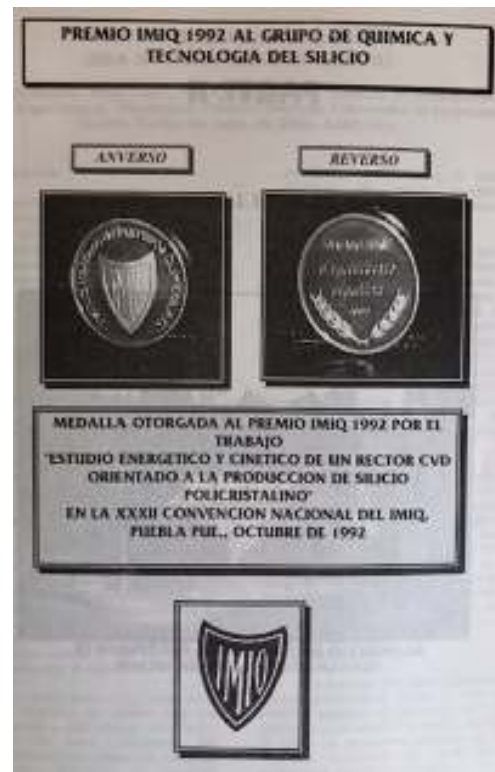 PREMIO IMIQ 1992 AL GRUPO DE QUIMICA Y
TECNOLOGIA DEL SILICIO
ANVERSO
REVERSO
IMIQ
MEDALLA OTORGADA AL PREMIO IMIQ 1992 POR EL
TRABAJO
"ESTUDIO ENERGETICO Y CINETICO DE UN RECTOR CVD
ORIENTADO A LA PRODUCCION DE SILICIO
POLICRISTALINO"
EN LA XXXII CONVENCION NACIONAL DEL IMIQ,
PUEBLA PUE., OCTUBRE DE 1992
IMIQ